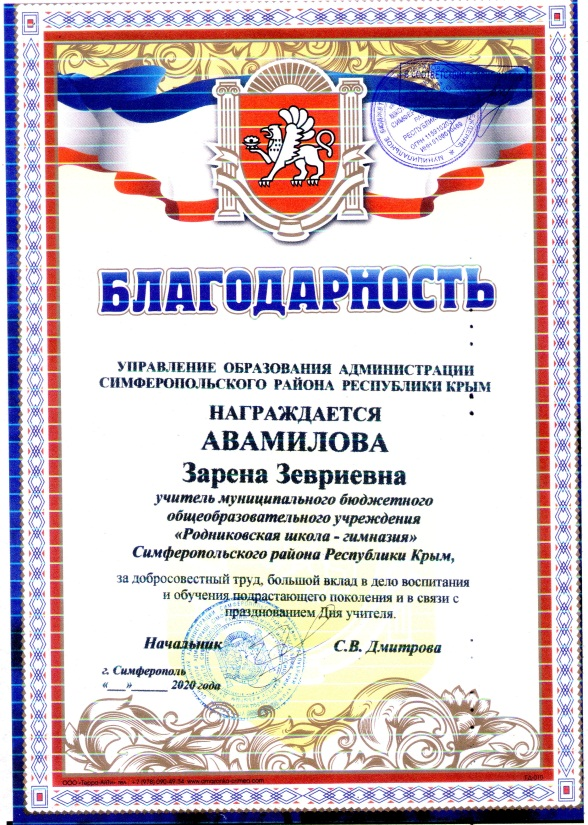 БЛАГОДАРНОСТЬ
УПРАВЛЕНИЕ ОБРАЗОВАНИЯ АДМИНИСТРАЦИИ
СИМФЕРОПОЛЬСКОГО РАЙОНА РЕСПУБЛИКИ КРЫМ
НАГРАЖДАЕТСЯ
АВАМИЛОВА
Зарена Зевриевна
учитель муниципального бюджетного
общеобразовательного учреждения
«Родниковская школа - гимназия»
Симферопольского района Республики Крым,
за добросовестный труд, большой вклад в дело воспитания
и обучения подрастающего поколения и в связи с
празднованием Дня учителя.
Начальник С.В. Дмитрова
г. Симферополь
«___»______ 2020 года